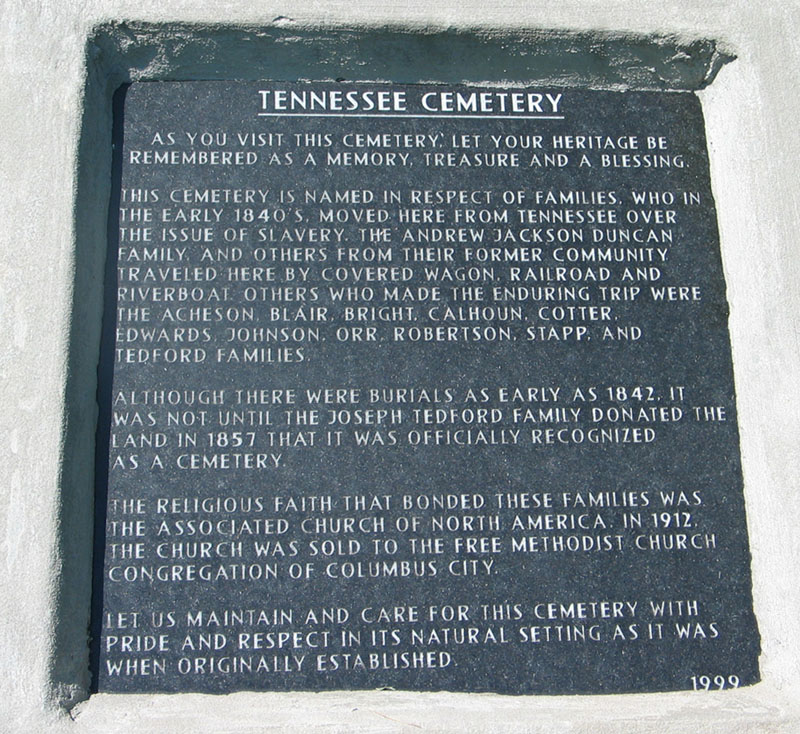 TENNESSEE CEMETERY
AS YOU VISIT THIS CEMETERY, LET YOUR HERITAGE BE
REMEMBERED AS A MEMORY, TREASURE AND A BLESSING.
THIS CEMETERY IS NAMED IN RESPECT OF FAMILIES, WHO IN
THE EARLY 1840'S, MOVED HERE FROM TENNESSEE OVER
THE ISSUE OF SLAVERY. THE ANDREW JACKSON DUNCAN
FAMILY, AND OTHERS FROM THEIR FORMER COMMUNITY
TRAVELED HERE BY COVERED WAGON, RAILROAD AND
RIVERBOAT. OTHERS WHO MADE THE ENDURING TRIP WERE
THE ACHESON, BLAIR, BRIGHT, CALHOUN, COTTER,
EDWARDS, JOHNSON, ORR, ROBERTSON, STAPP, AND
TEDFORD FAMILIES.
ALTHOUGH THERE WERE BURIALS AS EARLY AS 1842, IT
WAS NOT UNTIL THE JOSEPH TEDFORD FAMILY DONATED THE
LAND IN 1857 THAT IT WAS OFFICIALLY RECOGNIZED
AS A CEMETERY.
THE RELIGIOUS FAITH THAT BONDED THESE FAMILIES WAS
THE ASSOCIATED CHURCH OF NORTH AMERICA. IN 1912,
THE CHURCH WAS SOLD TO THE FREE METHODIST CHURCH
CONGREGATION OF COLUMBUS CITY.
LET US MAINTAIN AND CARE FOR THIS CEMETERY WITH
PRIDE AND RESPECT IN ITS NATURAL SETTING AS IT WAS
WHEN ORIGINALLY ESTABLISHED.
1999